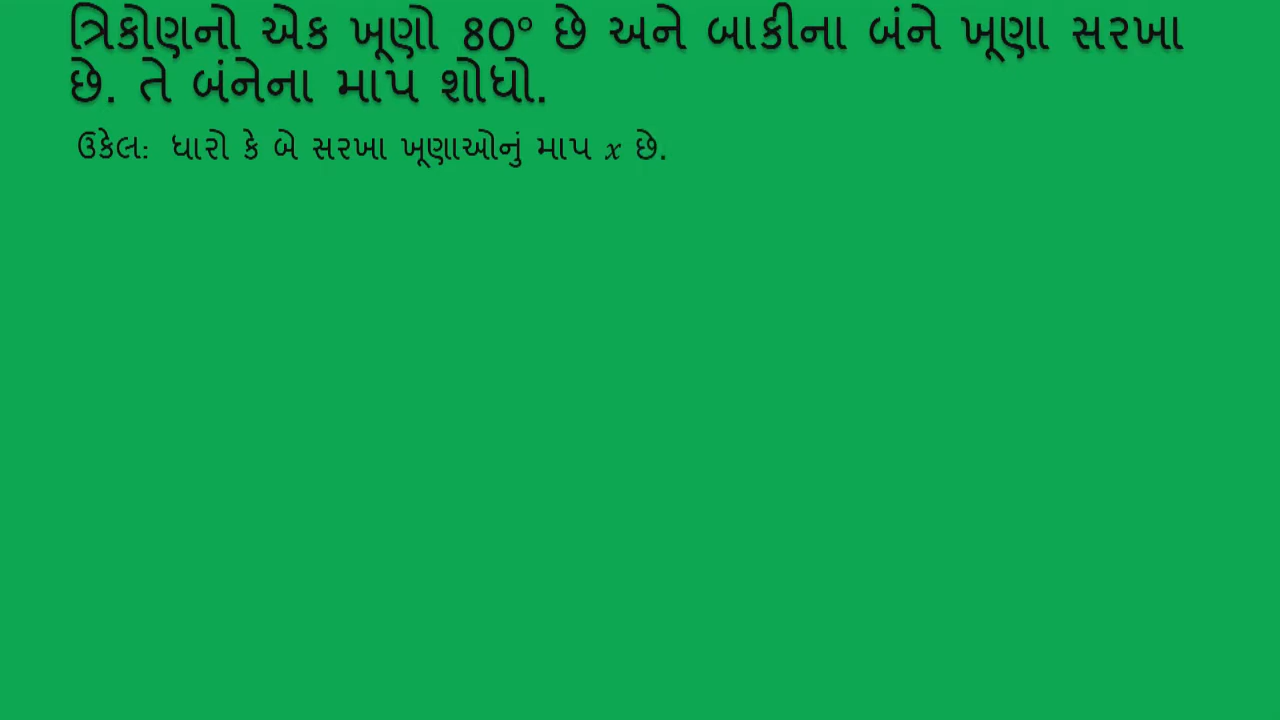 ત્રિકોણનો એક ખૂણો 80° છે અને બાકીના બંને ખૂણા સરખા
છે. તે બંનેના માપ શોધો.
ઉકેલ: ધારો કે બે સરખા ખૂણાઓનું માપ x છે.